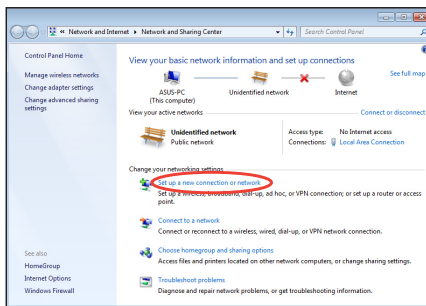 « Network and Internet ▸ Network and Sharing Center
Search Control Panel
Control Panel Home
Manage wireless networks
Change adapter settings
Change advanced sharing
settings
View your basic network information and set up connections
See full map
ASUS-PC
(This computer)
Unidentified network
Internet
View your active networks
Connect or disconnect
Unidentified network
Public network
Access type: No Internet access
Connections: Local Area Connection
Change your networking settings
Set up a new connection or network
Set up a wireless, broadband, dial-up, ad hoc, or VPN connection; or set up a router or access
point.
Connect to a network
Connect or reconnect to a wireless, wired, dial-up, or VPN network connection.
Choose homegroup and sharing options
Access files and printers located on other network computers, or change sharing settings.
Troubleshoot problems
Diagnose and repair network problems, or get troubleshooting information.
See also
HomeGroup
Internet Options
Windows Firewall